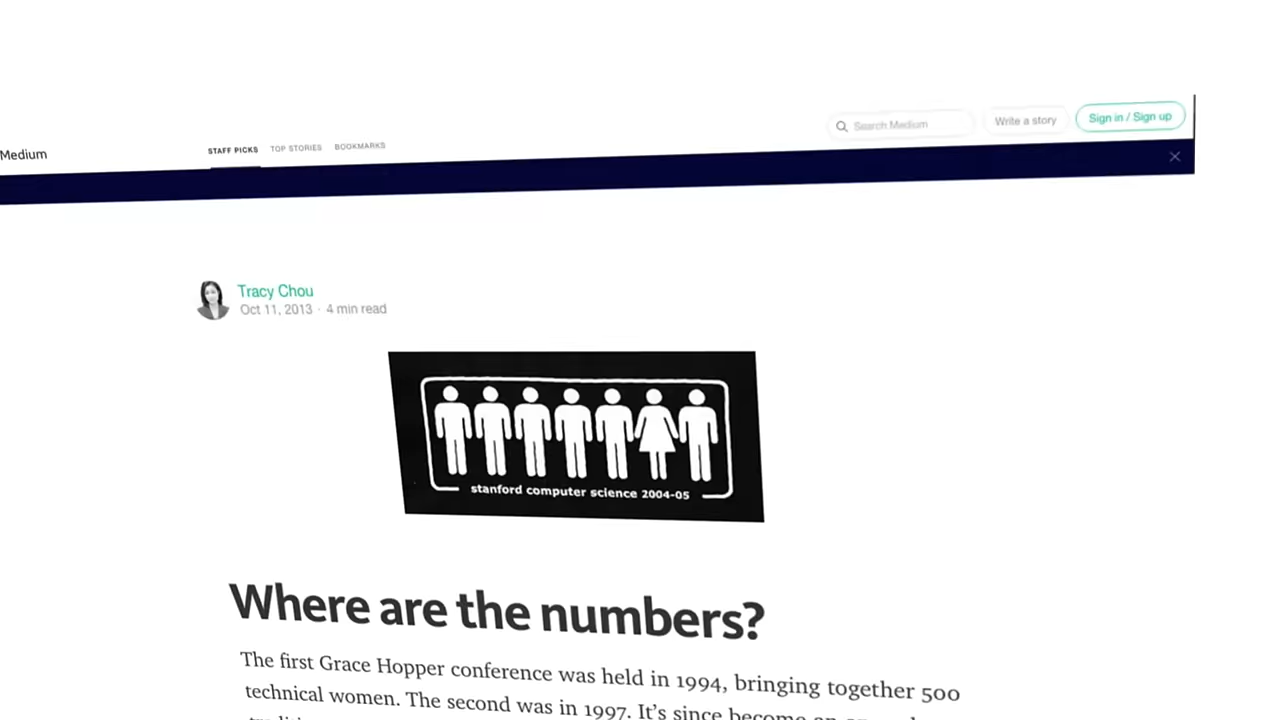 Medium
STAFF PICKS TOP STORIES BOOKMARKS
Search Medium
Write a story
Sign in / Sign up
Tracy Chou
Oct 11, 2013 · 4 min read
stanford computer science 2004-05
Where are the numbers?
The first Grace Hopper conference was held in 1994, bringing together 500
technical women. The second was in 1997. It's since become an